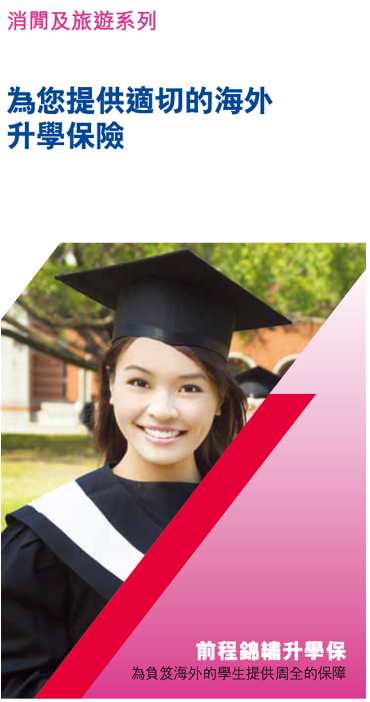 消閒及旅遊系列
為您提供適切的海外
升學保險
前程錦繡升學保
為負笈海外的學生提供周全的保障